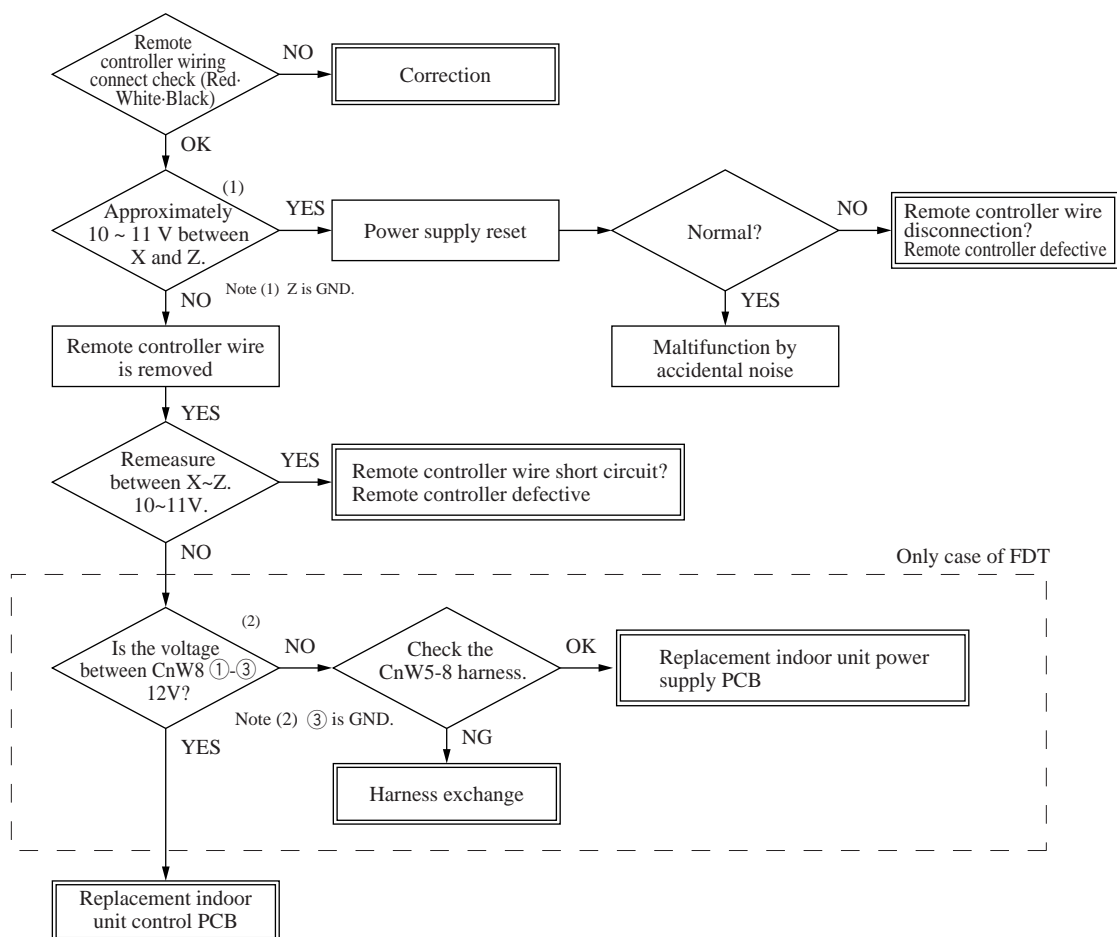 Remote
controller wiring
connect check (Red·
White·Black)
NO
Correction
OK
(1)
Approximately
10 ~ 11 V between
X and Z.
YES
Power supply reset
Normal?
NO
Remote controller wire
disconnection?
Remote controller defective
NO
Note (1) Z is GND.
YES
Remote controller wire
is removed
Maltifunction by
accidental noise
YES
Remeasure
between X~Z.
10~11V.
YES
Remote controller wire short circuit?
Remote controller defective
NO
Only case of FDT
(2)
Is the voltage
between CnW8 ①-③
12V?
NO
Check the
CnW5-8 harness.
OK
Replacement indoor unit power
supply PCB
Note (2) ③ is GND.
YES
NG
Harness exchange
Replacement indoor
unit control PCB